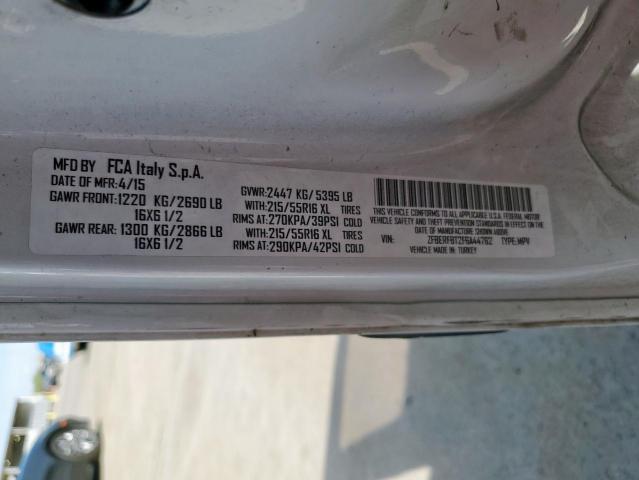 MFD BY FCA Italy S.p.A.
DATE OF MFR:4/15
GAWR FRONT:1220 KG/2690 LB
16X6 1/2
GAWR REAR:1300 KG/2866 LB
16X6 1/2
GVWR:2447 KG/5395 LB
WITH:215/55R16 XL TIRES
RIMS AT:270KPA/39PSI COLD
WITH:215/55R16 XL TIRES
RIMS AT:290KPA/42PSI COLD
THIS VEHICLE CONFORMS TO ALL APPLICABLE U.S.A. FEDERAL MOTOR
VEHICLE SAFETY AND THEFT PREVENTION STANDARDS IN EFFECT ON
THE DATE OF MANUFACTURE SHOWN ABOVE.
VIN: ZFBERFBT2F6A44762 TYPE:MPV
VEHICLE MADE IN: TURKEY